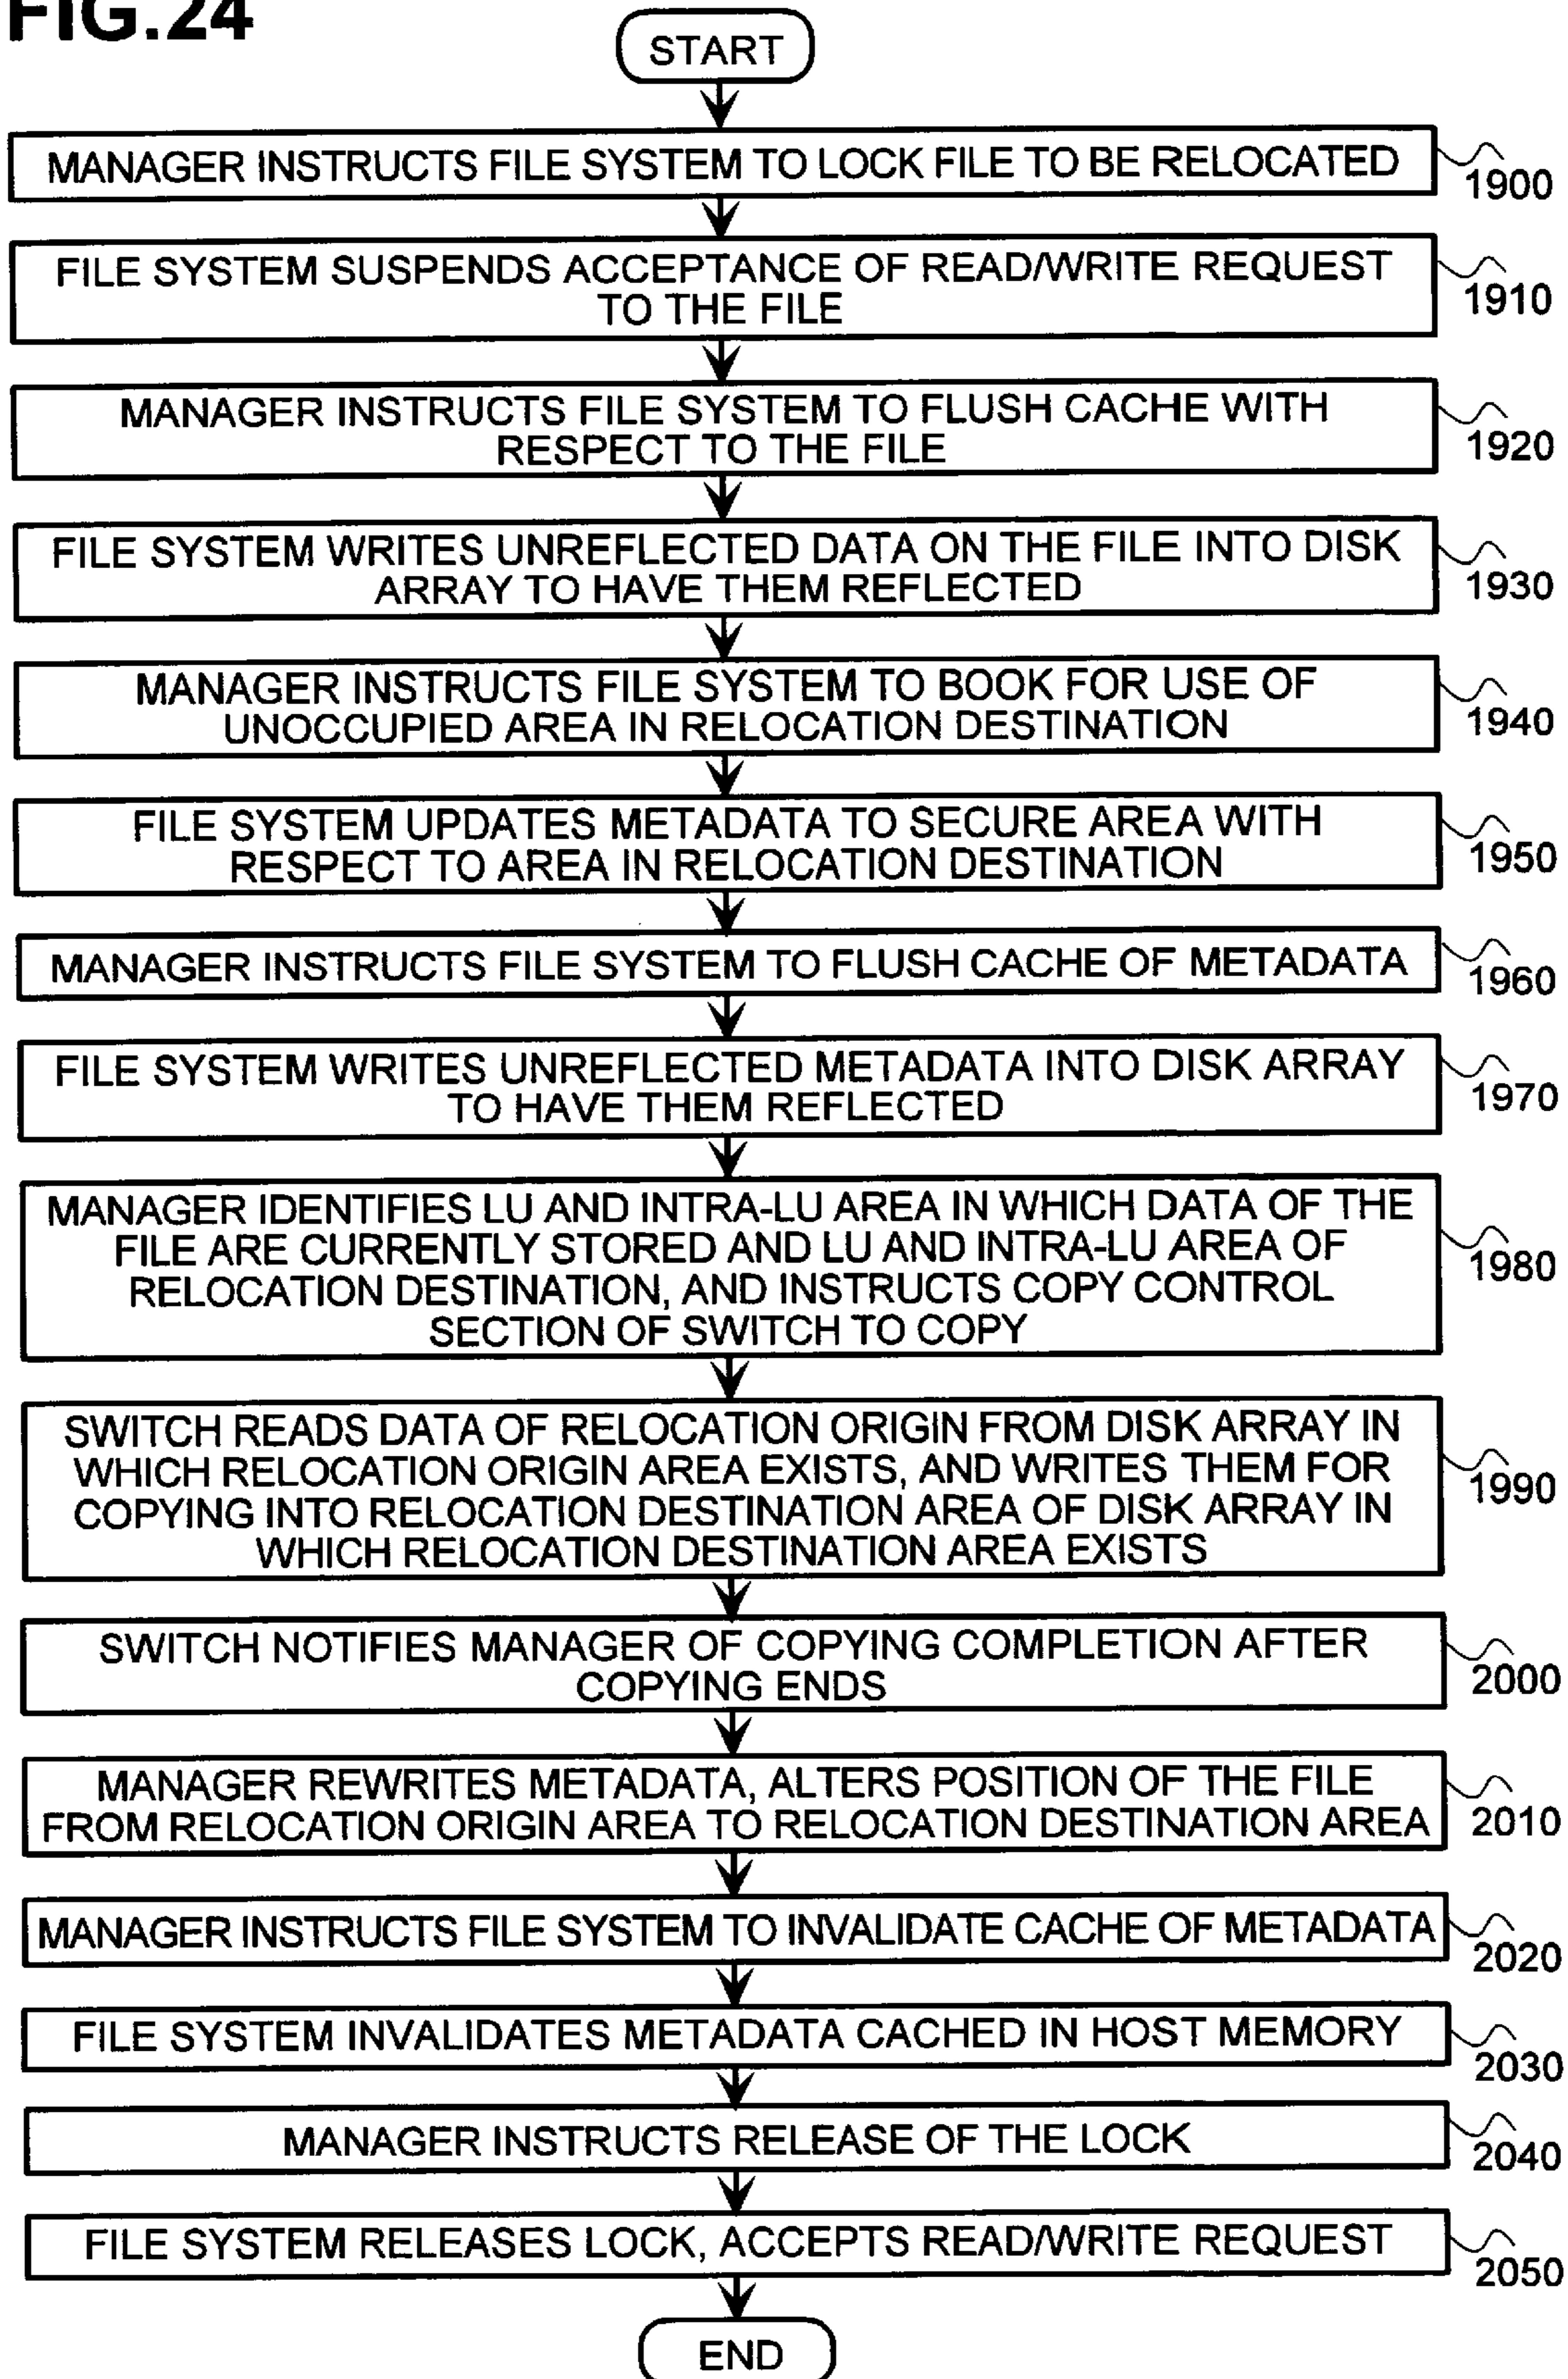 FIG.24
START
MANAGER INSTRUCTS FILE SYSTEM TO LOCK FILE TO BE RELOCATED
1900
FILE SYSTEM SUSPENDS ACCEPTANCE OF READ/WRITE REQUEST
TO THE FILE
1910
MANAGER INSTRUCTS FILE SYSTEM TO FLUSH CACHE WITH
RESPECT TO THE FILE
1920
FILE SYSTEM WRITES UNREFLECTED DATA ON THE FILE INTO DISK
ARRAY TO HAVE THEM REFLECTED
1930
MANAGER INSTRUCTS FILE SYSTEM TO BOOK FOR USE OF
UNOCCUPIED AREA IN RELOCATION DESTINATION
1940
FILE SYSTEM UPDATES METADATA TO SECURE AREA WITH
RESPECT TO AREA IN RELOCATION DESTINATION
1950
MANAGER INSTRUCTS FILE SYSTEM TO FLUSH CACHE OF METADATA
1960
FILE SYSTEM WRITES UNREFLECTED METADATA INTO DISK ARRAY
TO HAVE THEM REFLECTED
1970
MANAGER IDENTIFIES LU AND INTRA-LU AREA IN WHICH DATA OF THE
FILE ARE CURRENTLY STORED AND LU AND INTRA-LU AREA OF
RELOCATION DESTINATION, AND INSTRUCTS COPY CONTROL
SECTION OF SWITCH TO COPY
1980
SWITCH READS DATA OF RELOCATION ORIGIN FROM DISK ARRAY IN
WHICH RELOCATION ORIGIN AREA EXISTS, AND WRITES THEM FOR
COPYING INTO RELOCATION DESTINATION AREA OF DISK ARRAY IN
WHICH RELOCATION DESTINATION AREA EXISTS
1990
SWITCH NOTIFIES MANAGER OF COPYING COMPLETION AFTER
COPYING ENDS
2000
MANAGER REWRITES METADATA, ALTERS POSITION OF THE FILE
FROM RELOCATION ORIGIN AREA TO RELOCATION DESTINATION AREA
2010
MANAGER INSTRUCTS FILE SYSTEM TO INVALIDATE CACHE OF METADATA
2020
FILE SYSTEM INVALIDATES METADATA CACHED IN HOST MEMORY
2030
MANAGER INSTRUCTS RELEASE OF THE LOCK
2040
FILE SYSTEM RELEASES LOCK, ACCEPTS READ/WRITE REQUEST
2050
END